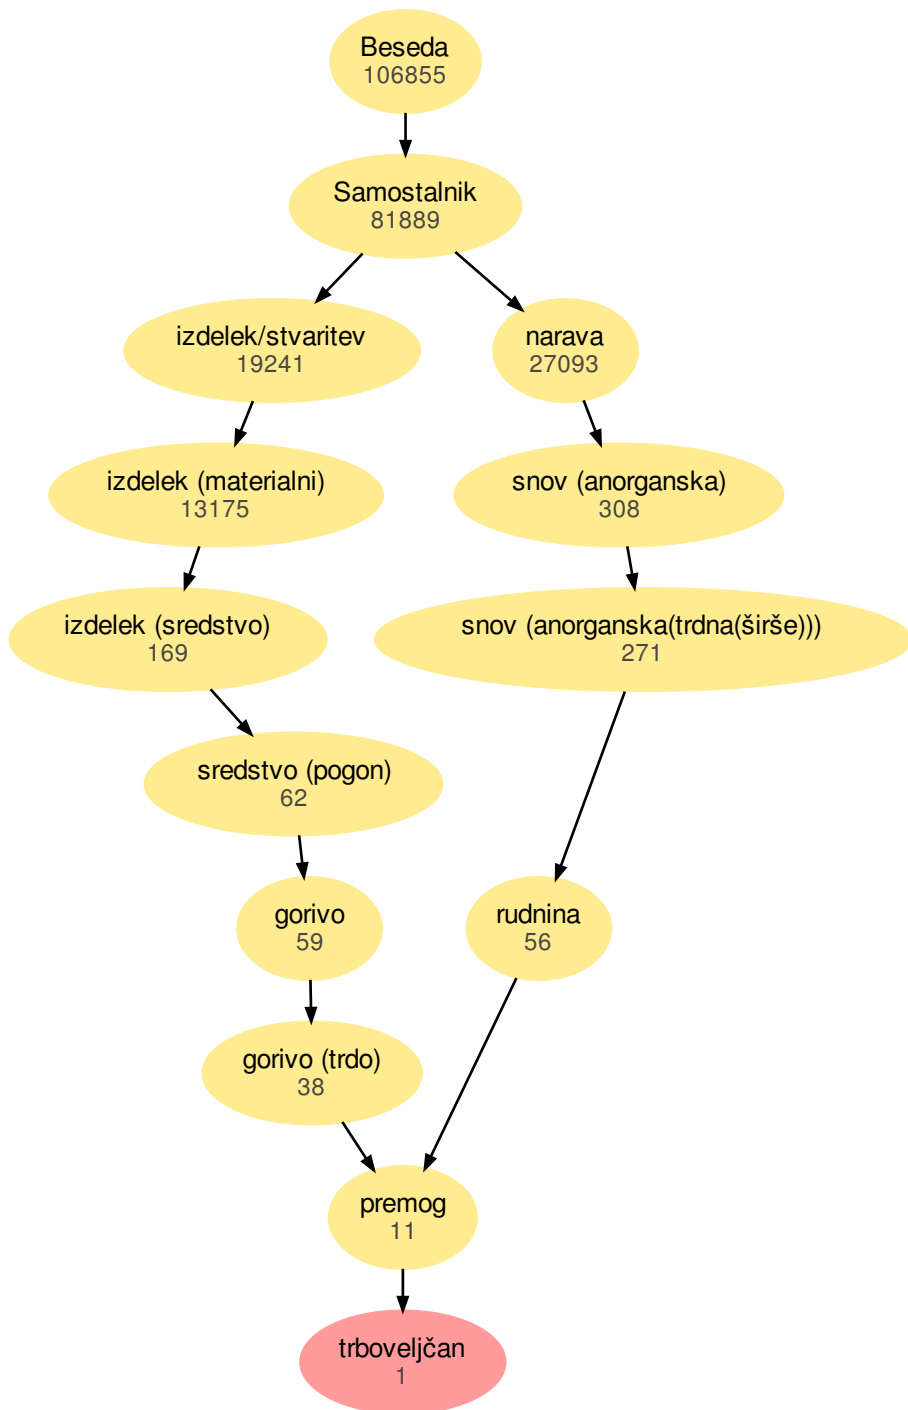 Beseda
106855
Samostalnik
81889
izdelek/stvaritev
19241
narava
27093
izdelek (materialni)
13175
snov (anorganska)
308
izdelek (sredstvo)
169
snov (anorganska(trdna(širše)))
271
sredstvo (pogon)
62
gorivo
59
rudnina
56
gorivo (trdo)
38
premog
11
trboveljčan
1